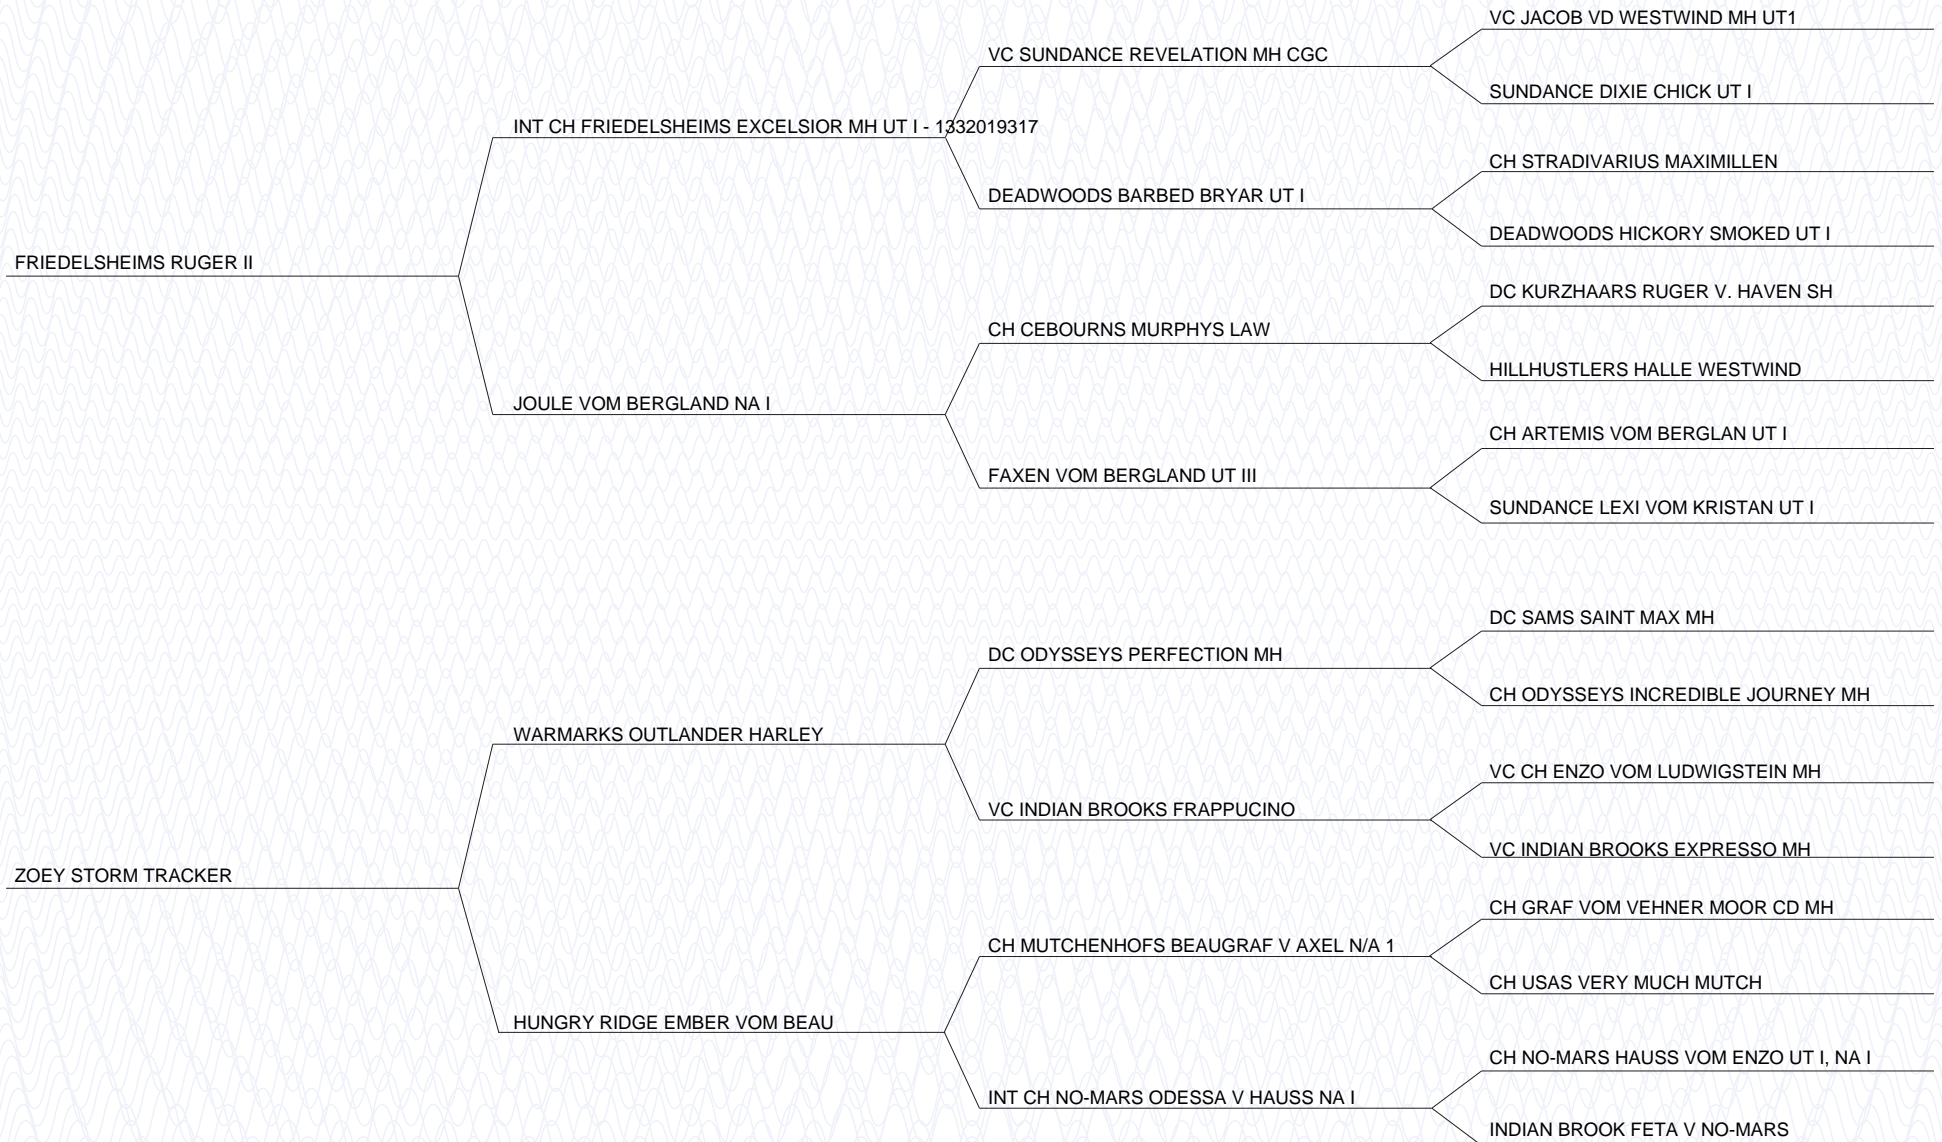 VC JACOB VD WESTWIND MH UT1
VC SUNDANCE REVELATION MH CGC
SUNDANCE DIXIE CHICK UT I
INT CH FRIEDELSHEIMS EXCELSIOR MH UT I - 1332019317
CH STRADIVARIUS MAXIMILLEN
DEADWOODS BARBED BRYAR UT I
DEADWOODS HICKORY SMOKED UT I
FRIEDELSHEIMS RUGER II
DC KURZHAARS RUGER V. HAVEN SH
CH CEBOURNS MURPHYS LAW
HILLHUSTLERS HALLE WESTWIND
JOULE VOM BERGLAND NA I
CH ARTEMIS VOM BERGLAN UT I
FAXEN VOM BERGLAND UT III
SUNDANCE LEXI VOM KRISTAN UT I
DC SAMS SAINT MAX MH
DC ODYSSEYS PERFECTION MH
CH ODYSSEYS INCREDIBLE JOURNEY MH
WARMARKS OUTLANDER HARLEY
VC CH ENZO VOM LUDWIGSTEIN MH
VC INDIAN BROOKS FRAPPUCINO
VC INDIAN BROOKS EXPRESSO MH
ZOEY STORM TRACKER
CH GRAF VOM VEHNER MOOR CD MH
CH MUTCHENHOFS BEAUGRAF V AXEL N/A 1
CH USAS VERY MUCH MUTCH
HUNGRY RIDGE EMBER VOM BEAU
CH NO-MARS HAUSS VOM ENZO UT I, NA I
INT CH NO-MARS ODESSA V HAUSS NA I
INDIAN BROOK FETA V NO-MARS